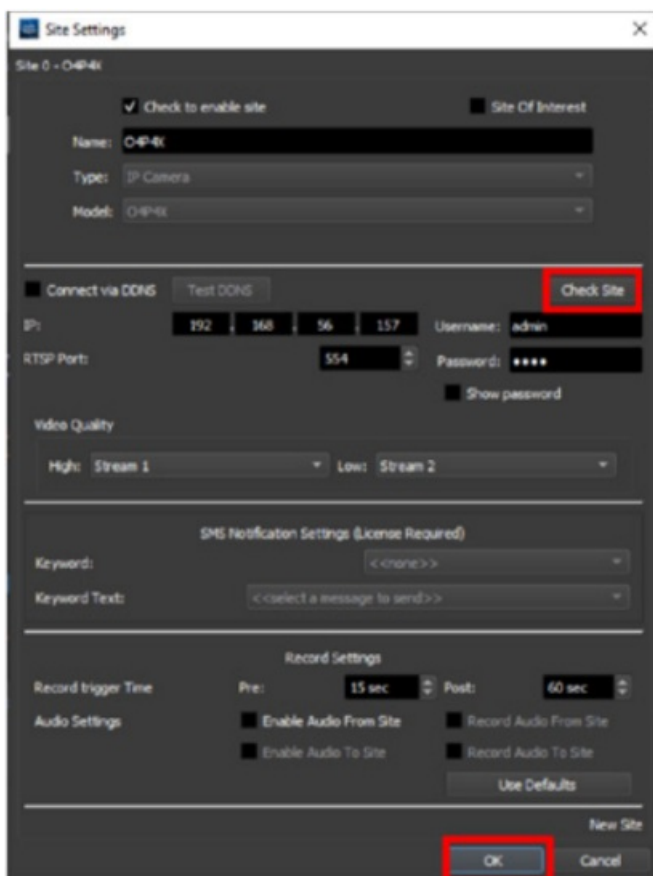 Site Settings
Site 0 - O4P4X
Check to enable site
Site Of Interest
Name: O4P4X
Type: IP Camera
Model: O4P4X
Connect via DDNS Test DDNS Check Site
IP: 192 . 168 . 56 . 157 Username: admin
RTSP Port: 554 Password: ••••
Show password
Video Quality
High: Stream 1 Low: Stream 2
SMS Notification Settings (License Required)
Keyword: <<none>>
Keyword Text: <<select a message to send>>
Record Settings
Record trigger Time Pre: 15 sec Post: 60 sec
Audio Settings Enable Audio From Site Record Audio From Site
Enable Audio To Site Record Audio To Site
Use Defaults
New Site
OK Cancel